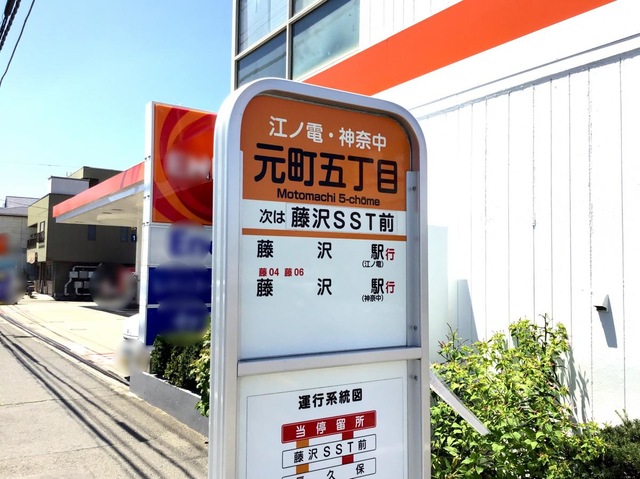 江ノ電・神奈中
元町五丁目
Motomachi 5-chōme
次は 藤沢SST前
藤沢駅行
(江ノ電)
藤04 藤06
藤沢駅行
(神奈中)
運行系統図
当停留所
藤沢SST前
久保